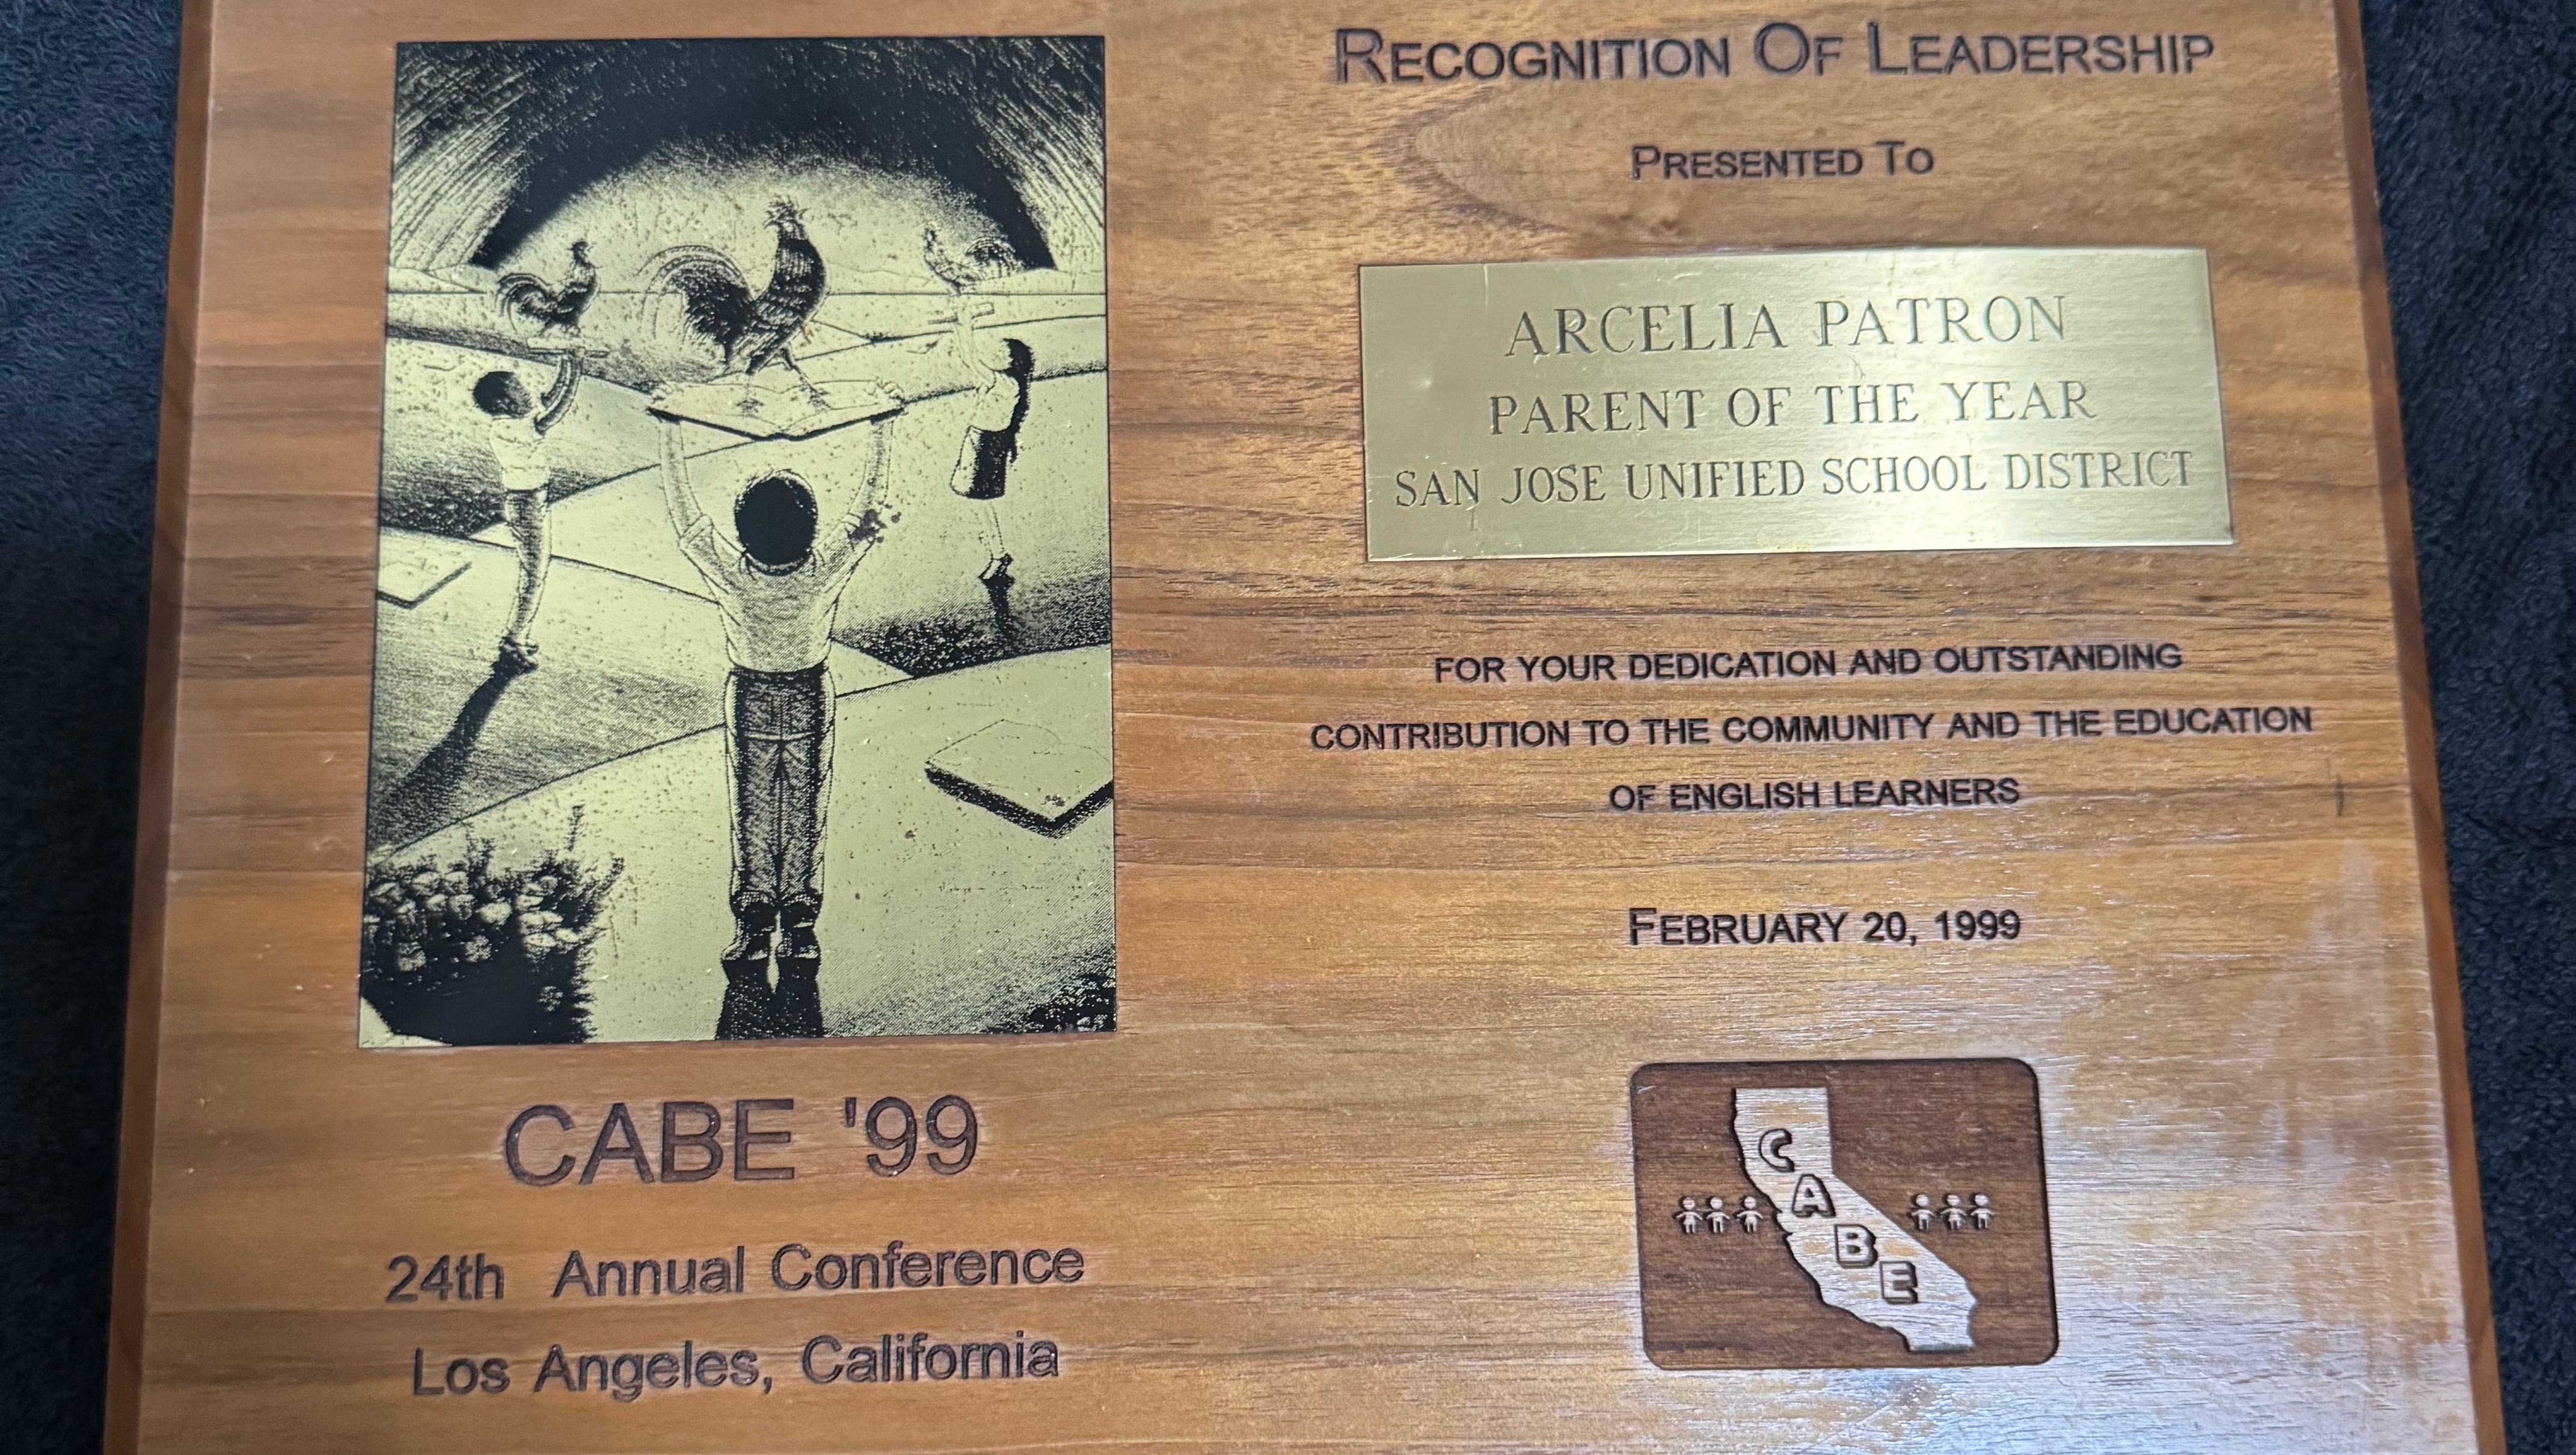 RECOGNITION OF LEADERSHIP
PRESENTED TO
ARCELIA PATRON
PARENT OF THE YEAR
SAN JOSE UNIFIED SCHOOL DISTRICT
FOR YOUR DEDICATION AND OUTSTANDING
CONTRIBUTION TO THE COMMUNITY AND THE EDUCATION
OF ENGLISH LEARNERS
FEBRUARY 20, 1999
CABE '99
24th Annual Conference
Los Angeles, California
CABE